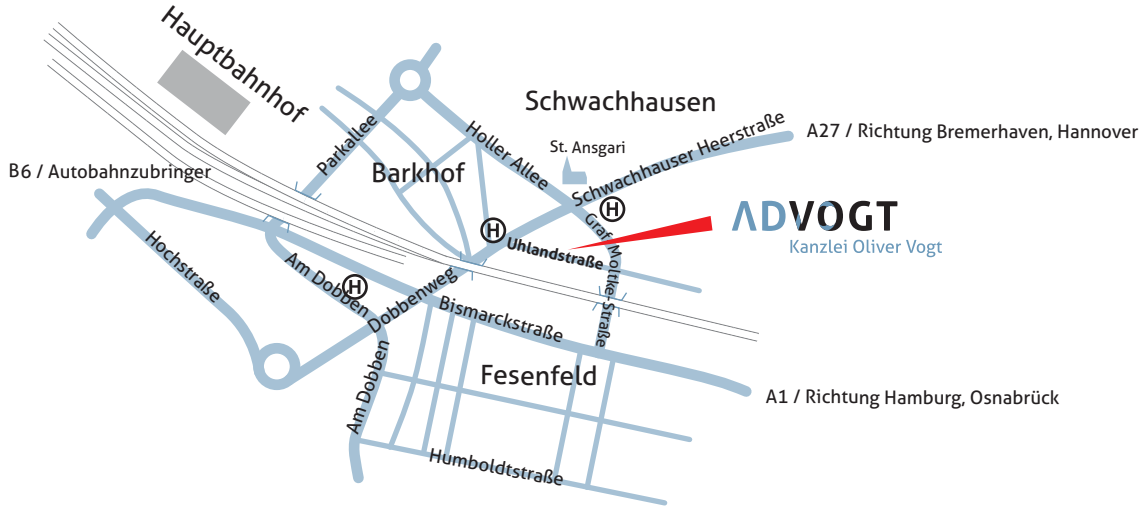 Hauptbahnhof
Schwachhausen
A27 / Richtung Bremerhaven, Hannover
Schwachhauser Heerstraße
Holler Allee
St. Ansgari
Parkallee
Barkhof
B6 / Autobahnzubringer
H
ADVOGT
Kanzlei Oliver Vogt
Graf-Moltke-Straße
H
Uhlandstraße
Hochstraße
Am Dobben
H
Dobbenweg
Bismarckstraße
Fesenfeld
Am Dobben
A1 / Richtung Hamburg, Osnabrück
Humboldtstraße